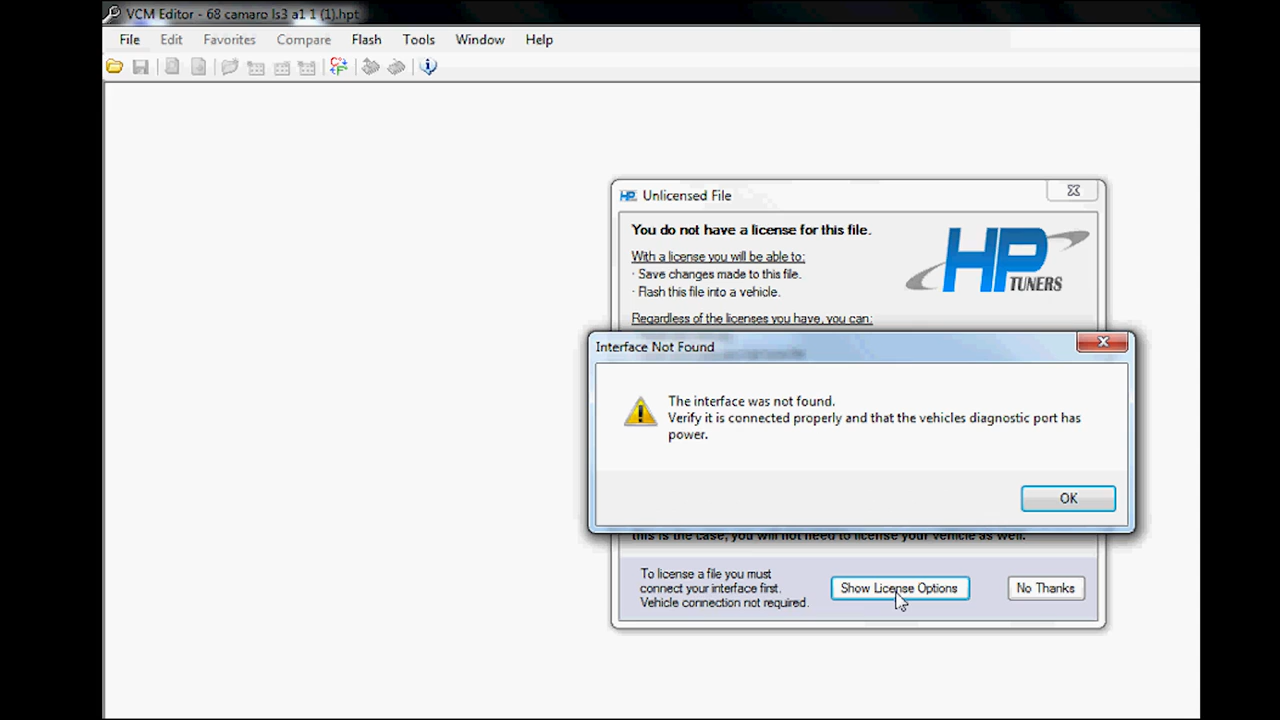 VCM Editor - 68 camaro ls3 a1 1 (1).hpt
File Edit Favorites Compare Flash Tools Window Help
Unlicensed File
You do not have a license for this file.
With a license you will be able to:
· Save changes made to this file.
· Flash this file into a vehicle.
HP
TUNERS
Regardless of the licenses you have, you can:
Interface Not Found
The interface was not found.
Verify it is connected properly and that the vehicles diagnostic port has
power.
OK
this is the case, you will not need to license your vehicle as well.
To license a file you must
connect your interface first.
Vehicle connection not required.
Show License Options
No Thanks